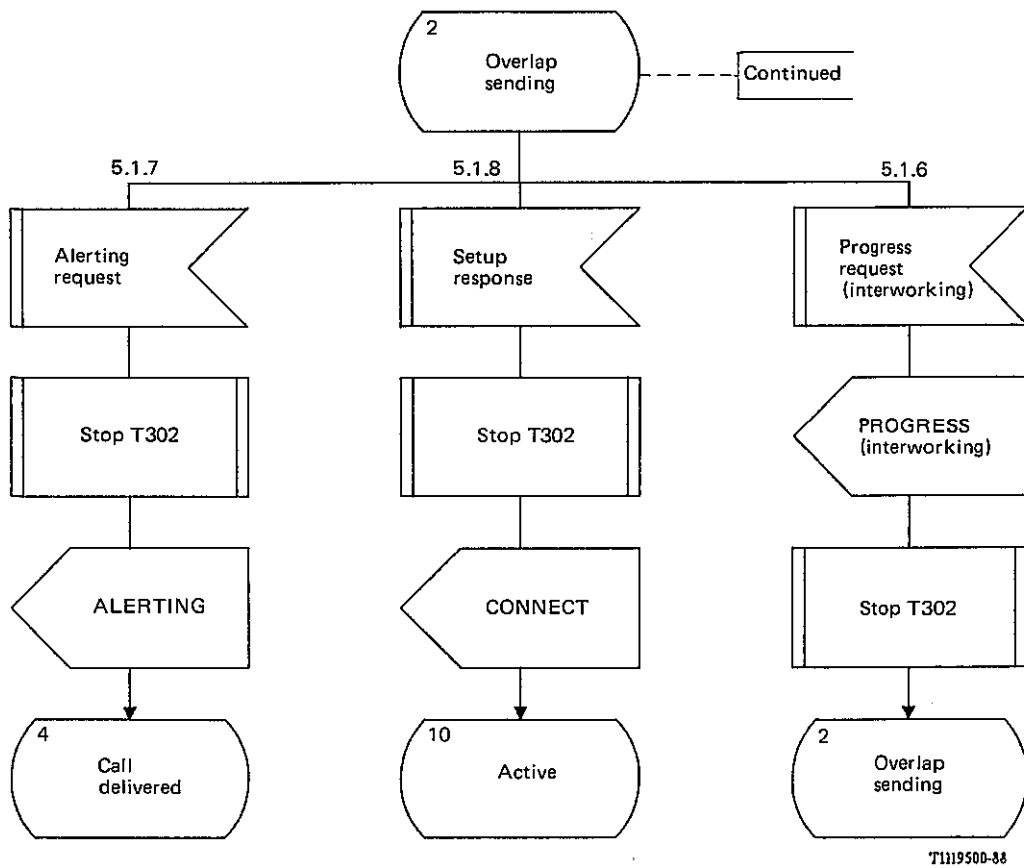 2
Overlap
sending
Continued
5.1.7
5.1.8
5.1.6
Alerting
request
Setup
response
Progress
request
(interworking)
Stop T302
Stop T302
PROGRESS
(interworking)
ALERTING
CONNECT
Stop T302
4
Call
delivered
10
Active
2
Overlap
sending
T1119500-88